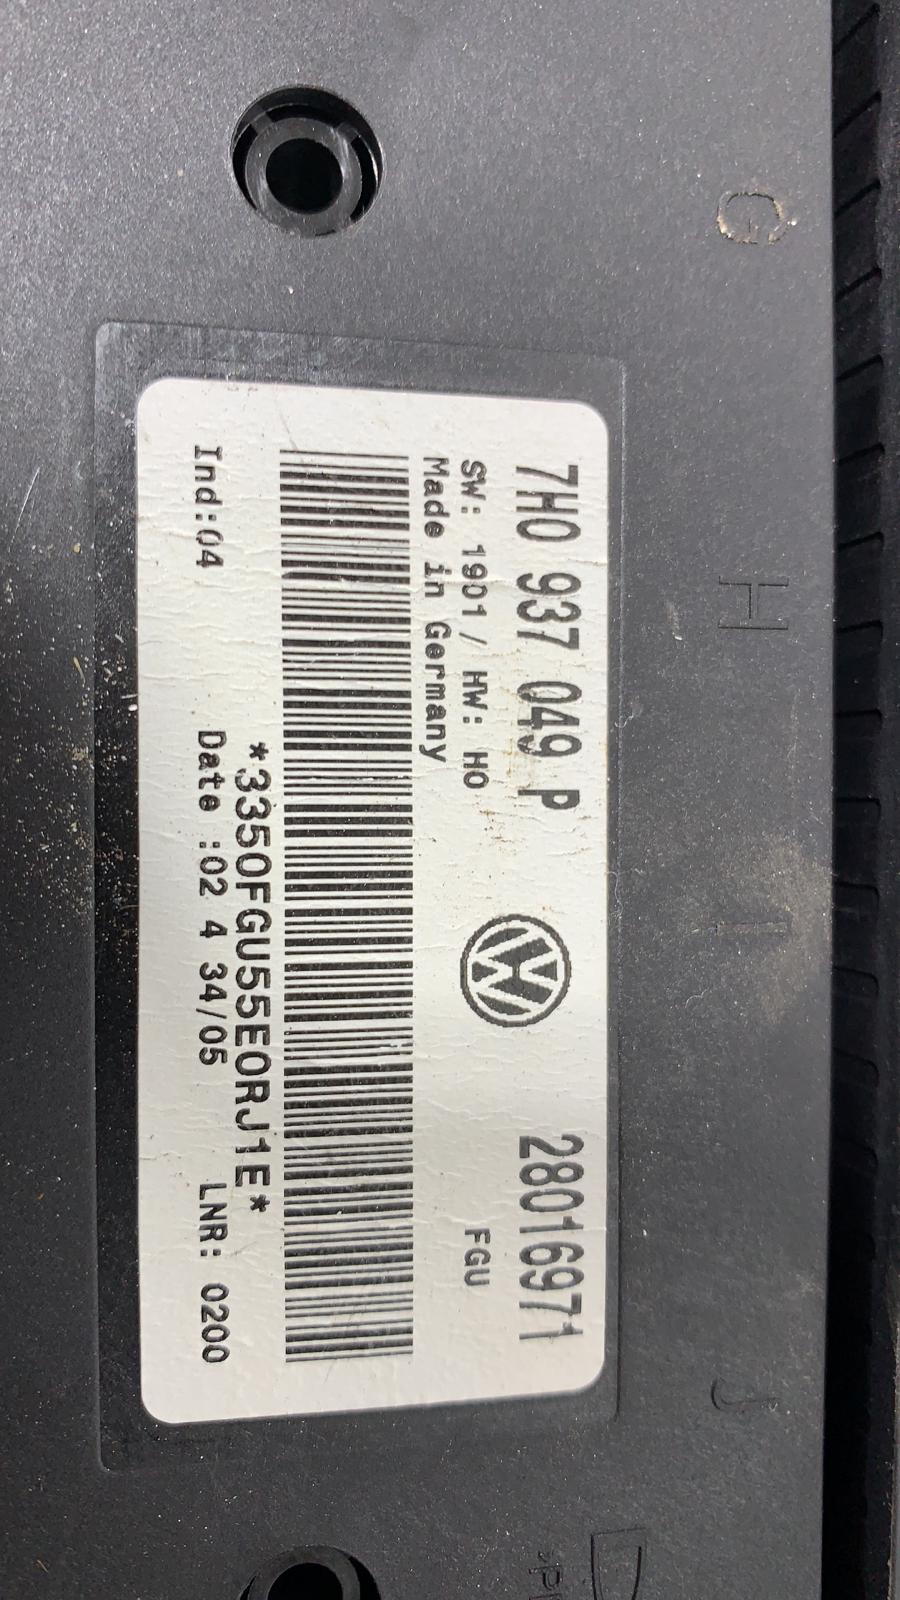 G H I J
7H0 937 049 P 28016971
SW: 1901 / HW: H0 FGU
Made in Germany
*3350FGU55E0RJ1E*
Ind:04 Date :02 4 34/05 LNR: 0200